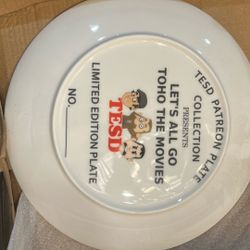 TESD PATREON PLATE
COLLECTION
PRESENTS
LET'S ALL GO
TOHO THE MOVIES
TESD
LIMITED EDITION PLATE
NO.